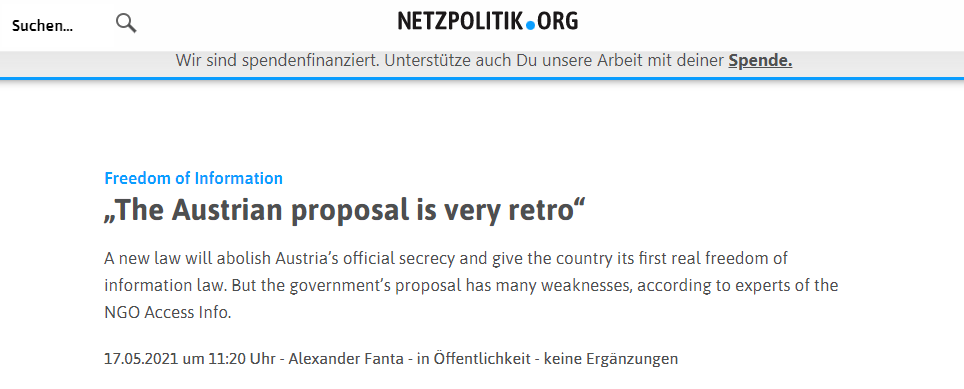 Suchen...
NETZPOLITIK.ORG
Wir sind spendenfinanziert. Unterstütze auch Du unsere Arbeit mit deiner Spende.
Freedom of Information
„The Austrian proposal is very retro“
A new law will abolish Austria’s official secrecy and give the country its first real freedom of
information law. But the government’s proposal has many weaknesses, according to experts of the
NGO Access Info.
17.05.2021 um 11:20 Uhr - Alexander Fanta - in Öffentlichkeit - keine Ergänzungen